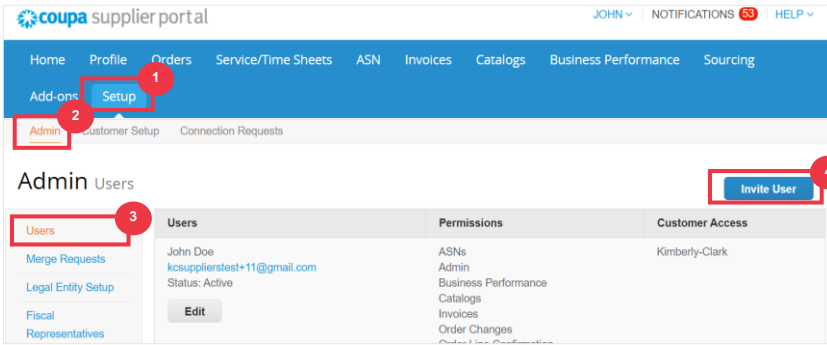 coupa supplier portal
JOHN NOTIFICATIONS 53 HELP
Home Profile Orders Service/Time Sheets ASN Invoices Catalogs Business Performance Sourcing
1
Add-ons Setup
2
Admin Customer Setup Connection Requests
Admin Users
Invite User
3
Users
Merge Requests
Legal Entity Setup
Fiscal
Representatives
Users Permissions Customer Access
John Doe ASNs Kimberly-Clark
kcsupplierstest+11@gmail.com Admin
Status: Active Business Performance
Catalogs
Edit Invoices
Order Changes
Order Line Confirmation